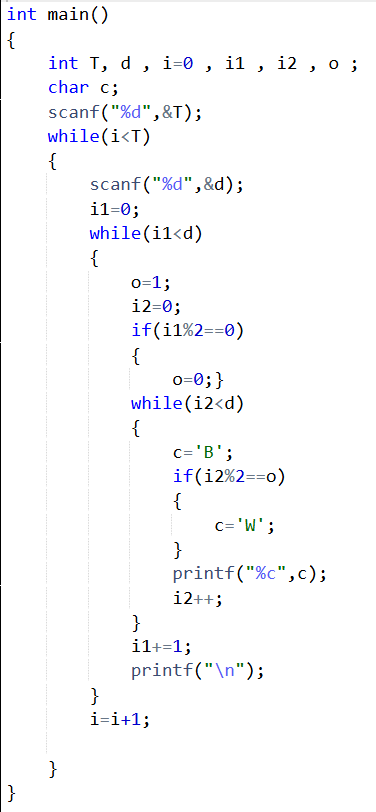 int main()
{
    int T, d , i=0 , i1 , i2 , o ;
    char c;
    scanf("%d",&T);
    while(i<T)
    {
        scanf("%d",&d);
        i1=0;
        while(i1<d)
        {
            o=1;
            i2=0;
            if(i1%2==0)
            {
                o=0;}
            while(i2<d)
            {
                c='B';
                if(i2%2==o)
                {
                    c='W';
                }
                printf("%c",c);
                i2++;
            }
            i1+=1;
            printf("\n");
        }
        i=i+1;
    }
}